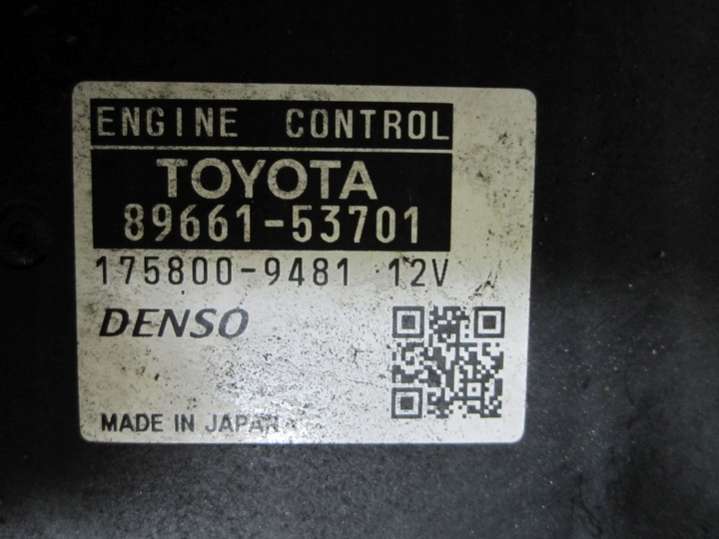 ENGINE CONTROL
TOYOTA
89661-53701
175800-9481 12V
DENSO
MADE IN JAPAN